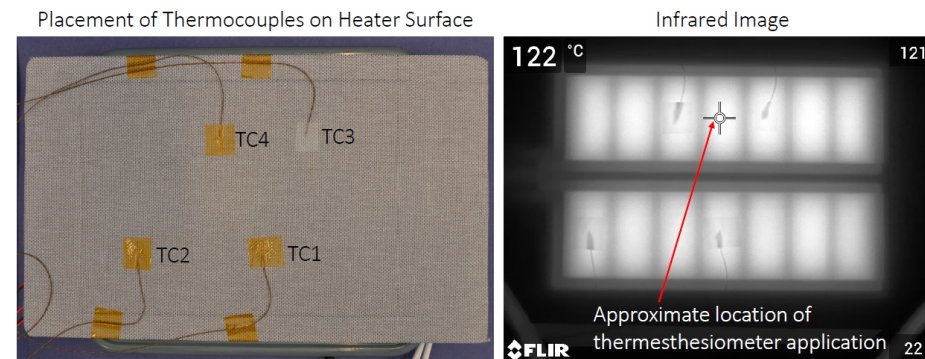 Placement of Thermocouples on Heater Surface
Infrared Image
122 °C
121
TC4
TC3
TC2
TC1
Approximate location of
thermesthesiometer application
FLIR
22